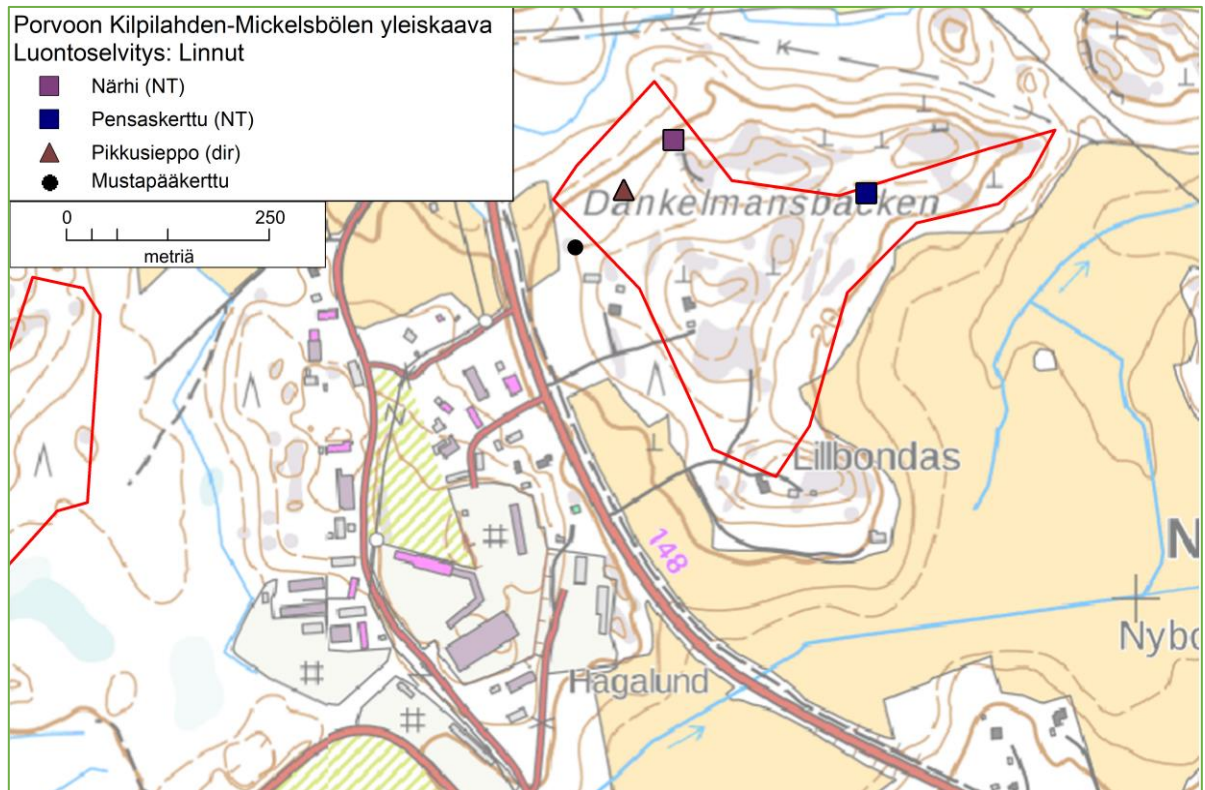 Porvoon Kilpilahden-Mickelsbölen yleiskaava
Luontoselvitys: Linnut
Närhi (NT)
Pensaskerttu (NT)
Pikkusieppo (dir)
Mustapääkerttu
0 250
metriä
Dankelmansbacken
Lillbondas
148
N
Nybo
Hagalund